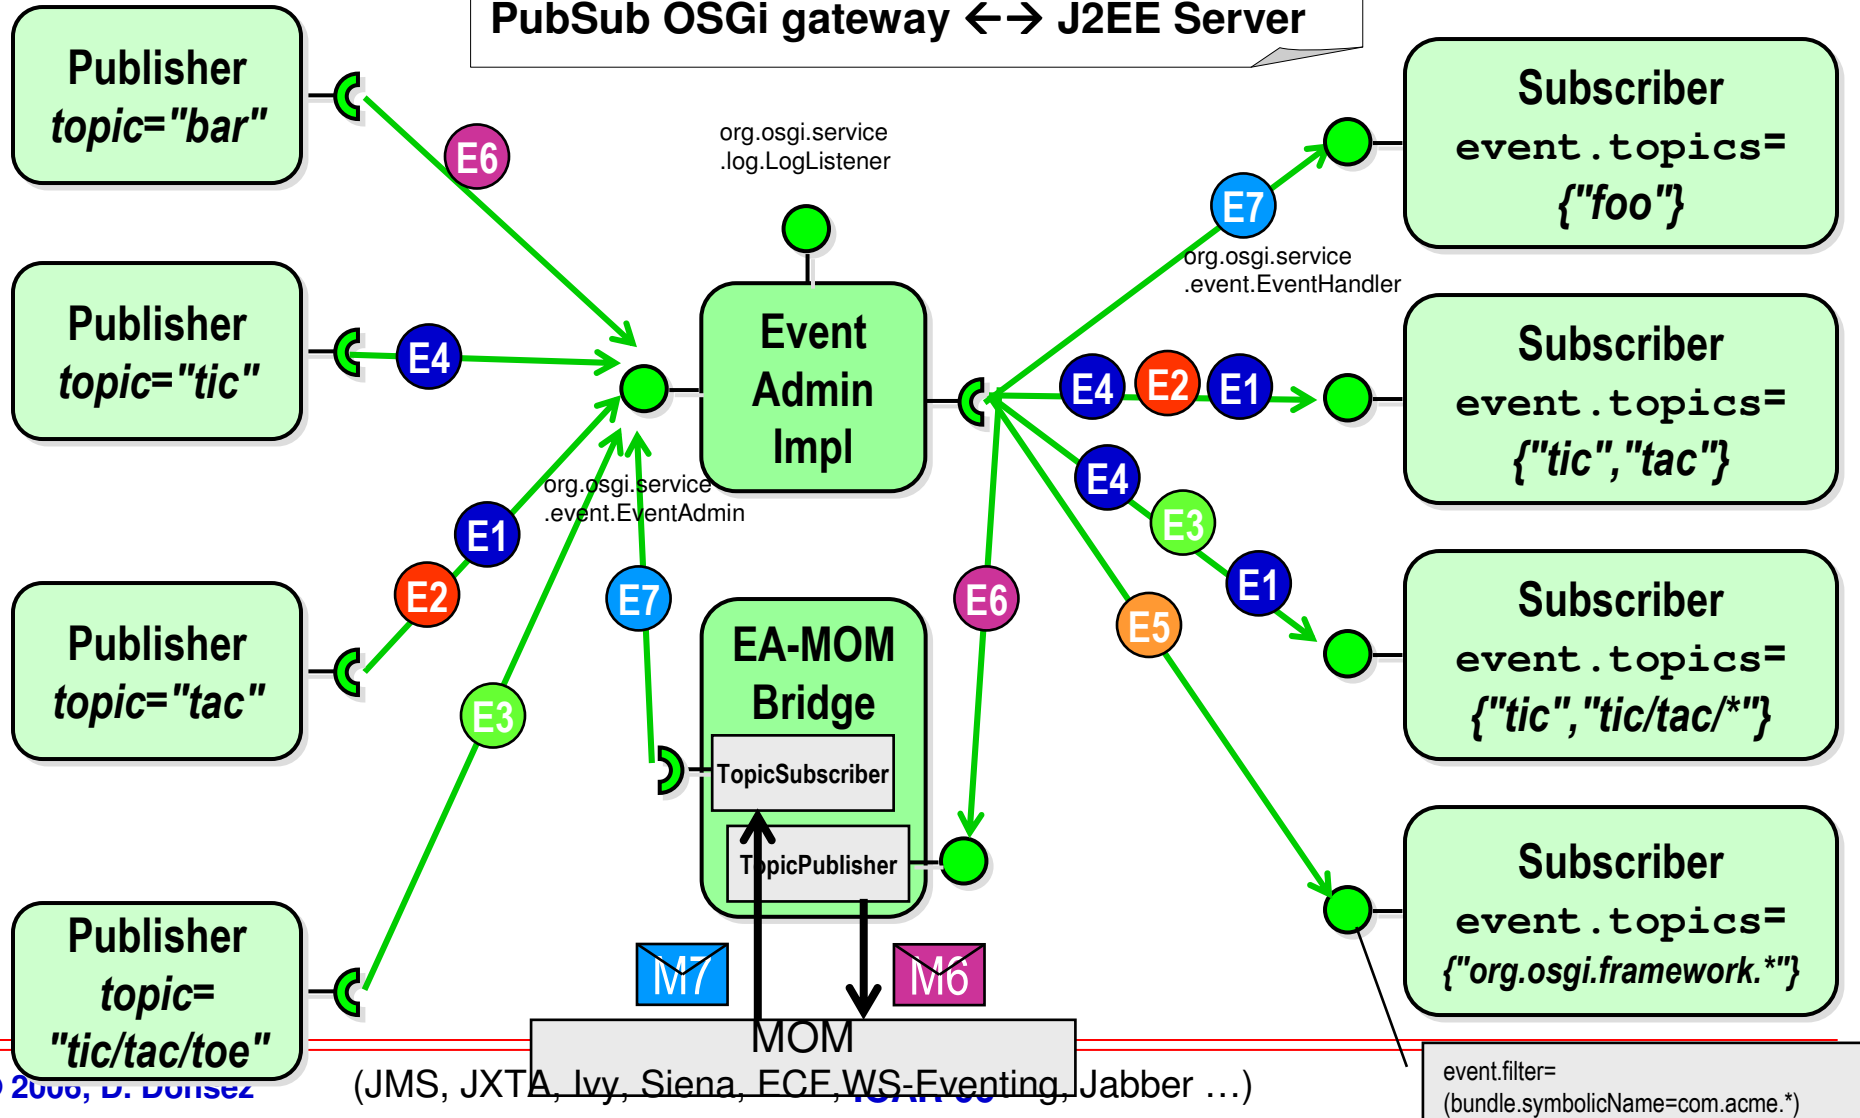 PubSub OSGi gateway ←→ J2EE Server
Publisher
topic="bar"
E6
org.osgi.service
.log.LogListener
Subscriber
event.topics=
{"foo"}
E7
org.osgi.service
.event.EventHandler
Publisher
topic="tic"
E4
Event
Admin
Impl
E4
E2
E1
Subscriber
event.topics=
{"tic","tac"}
org.osgi.service
.event.EventAdmin
E4
E3
E1
Publisher
topic="tac"
E2
E1
E7
E6
E5
Subscriber
event.topics=
{"tic","tic/tac/*"}
EA-MOM
Bridge
TopicSubscriber
TopicPublisher
E3
Publisher
topic=
"tic/tac/toe"
M7
M6
Subscriber
event.topics=
{"org.osgi.framework.*"}
MOM
(JMS, JXTA, Ivy, Siena, ECF,WS-Eventing, Jabber …)
2006, D. Donsez
event.filter=
(bundle.symbolicName=com.acme.*)